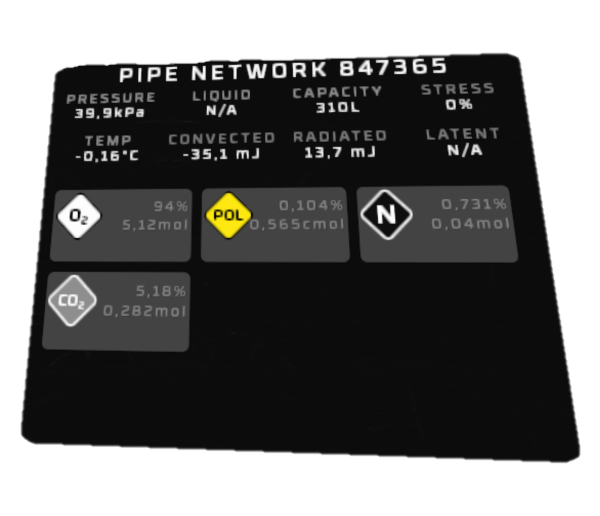 PIPE NETWORK 847365
PRESSURE LIQUID CAPACITY STRESS
39,9kPa N/A 310L 0%
TEMP CONVECTED RADIATED LATENT
-0,16°C -35,1 mJ 13,7 mJ N/A
O₂ 94% POL 0,104% N 0,731%
5,12mol 0,565cmol 0,04mol
CO₂ 5,18%
0,282mol